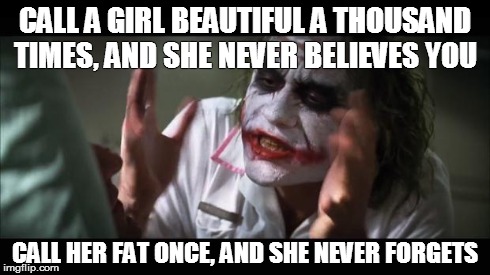 CALL A GIRL BEAUTIFUL A THOUSAND
TIMES, AND SHE NEVER BELIEVES YOU
CALL HER FAT ONCE, AND SHE NEVER FORGETS
imgflip.com